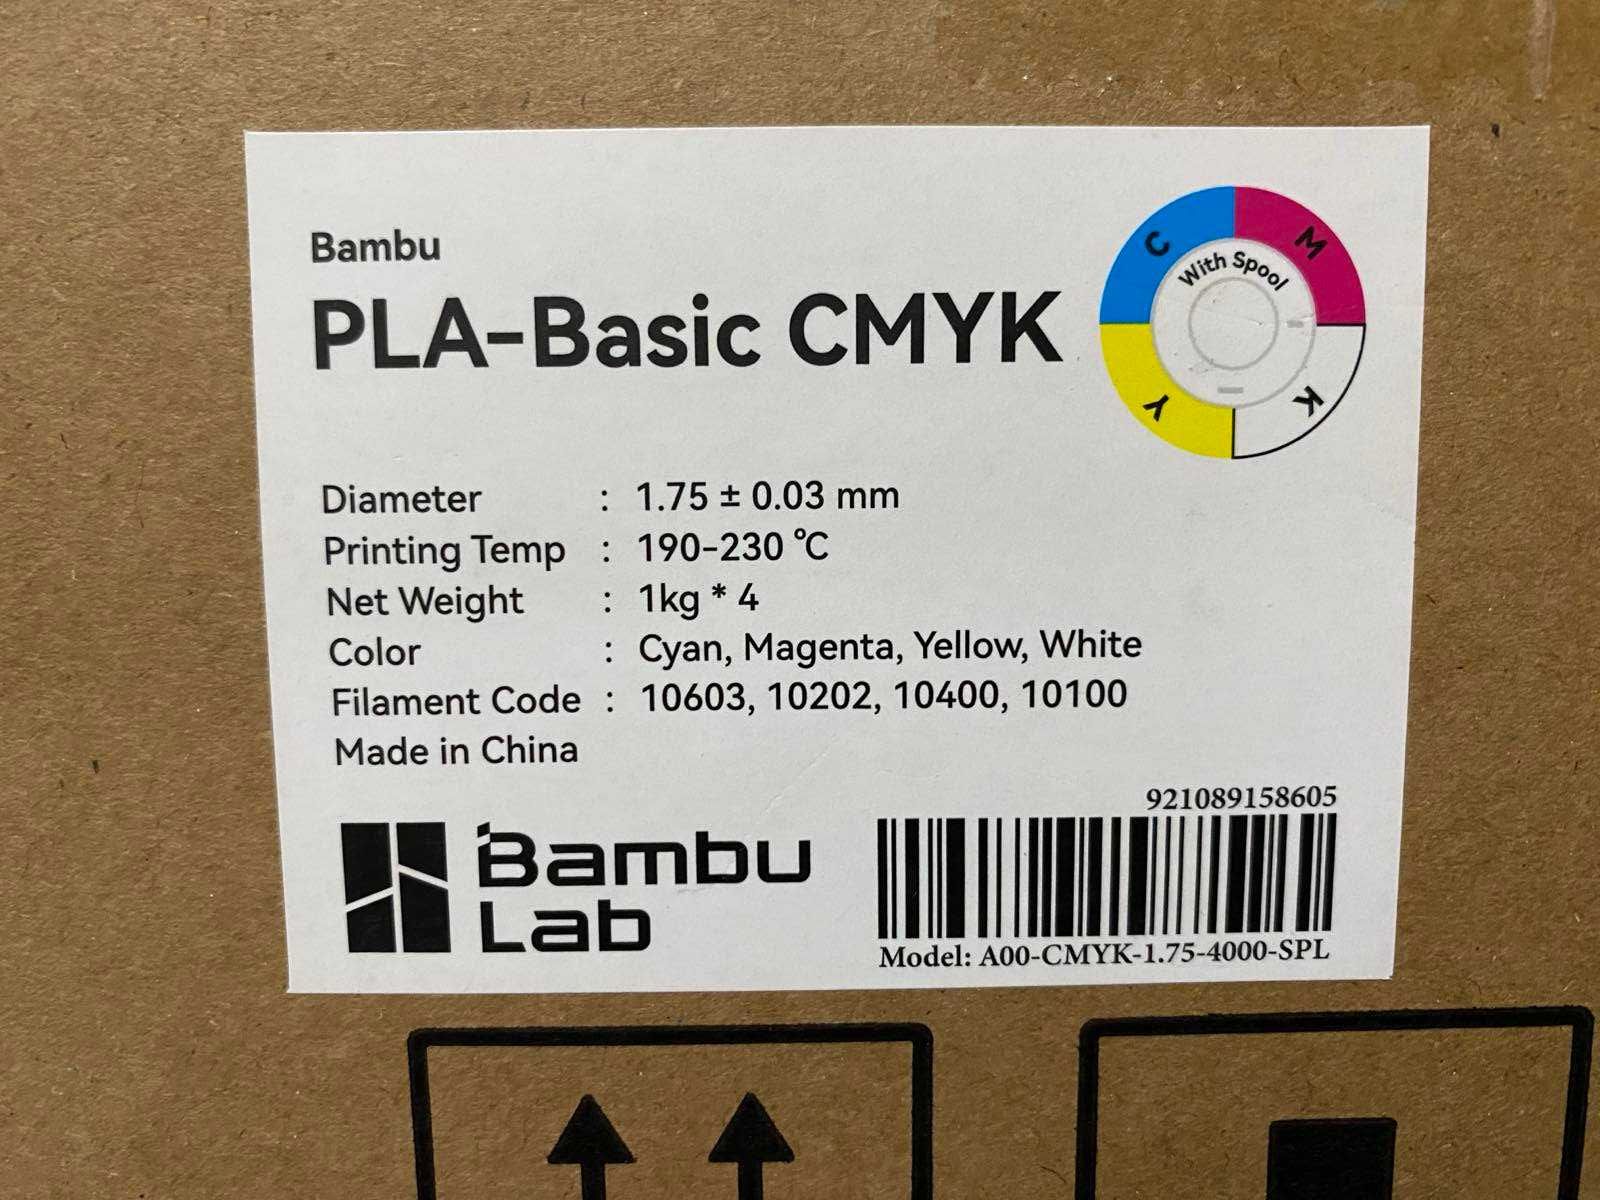 Bambu
PLA-Basic CMYK
C
M
With Spool
Y
K
Diameter : 1.75 ± 0.03 mm
Printing Temp : 190-230 ℃
Net Weight : 1kg * 4
Color : Cyan, Magenta, Yellow, White
Filament Code : 10603, 10202, 10400, 10100
Made in China
Bambu
Lab
921089158605
Model: A00-CMYK-1.75-4000-SPL